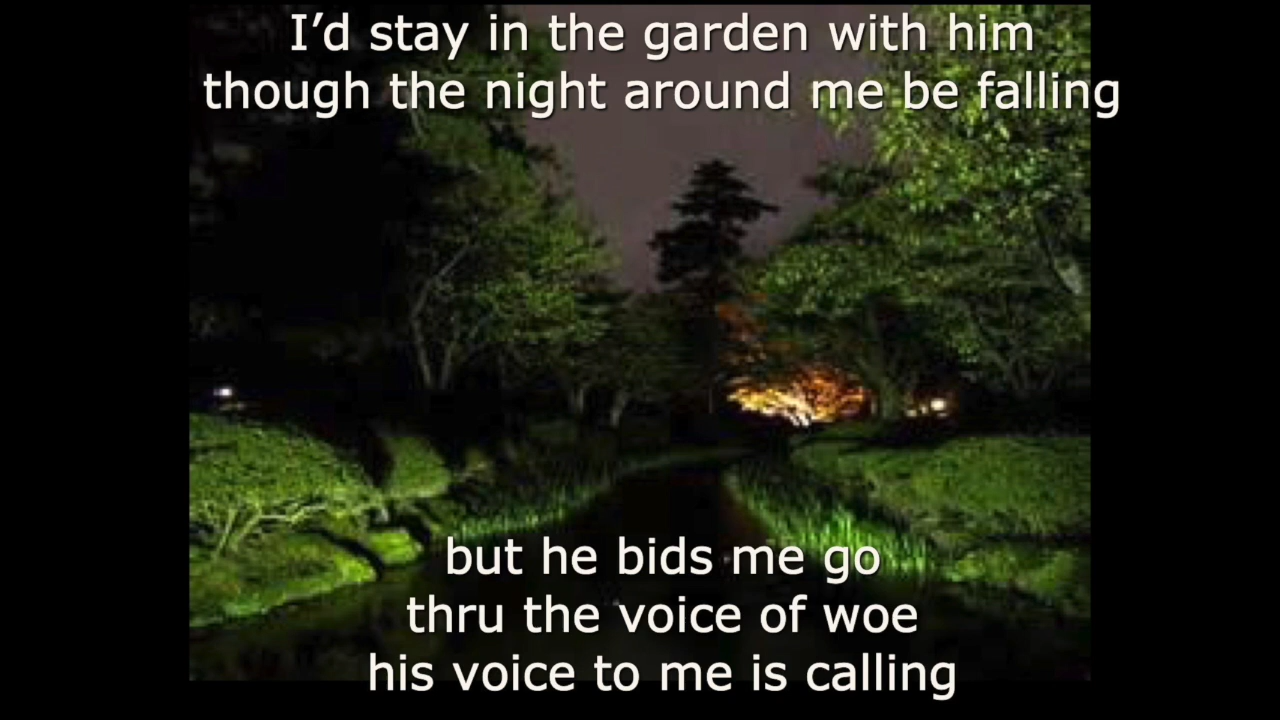 I’d stay in the garden with him
though the night around me be falling
but he bids me go
thru the voice of woe
his voice to me is calling